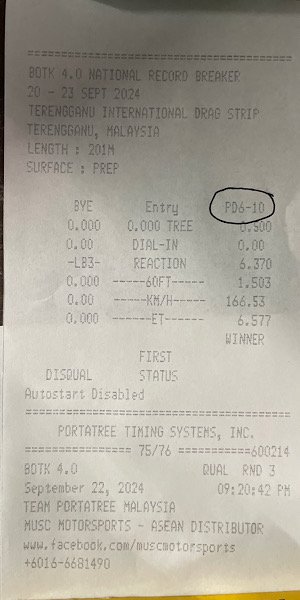 ================================
BOTK 4.0 NATIONAL RECORD BREAKER
20 - 23 SEPT 2024
TERENGGANU INTERNATIONAL DRAG STRIP
TERENGGANU, MALAYSIA
LENGTH : 201M
SURFACE : PREP
BYE Entry PD6-10
0.000 0.000 TREE 0.500
0.00 DIAL-IN 0.00
-LB3- REACTION 6.370
0.000 ------60FT------ 1.503
0.00 ------KM/H----- 166.53
0.000 -------ET------- 6.577
WINNER
FIRST
DISQUAL STATUS
Autostart Disabled
================================
PORTATREE TIMING SYSTEMS, INC.
=========== 75/76 ===========600214
BOTK 4.0 QUAL RND 3
September 22, 2024 09:20:42 PM
TEAM PORTATREE MALAYSIA
MUSC MOTORSPORTS - ASEAN DISTRIBUTOR
www.facebook.com/muscmotorsports
+6016-6681490